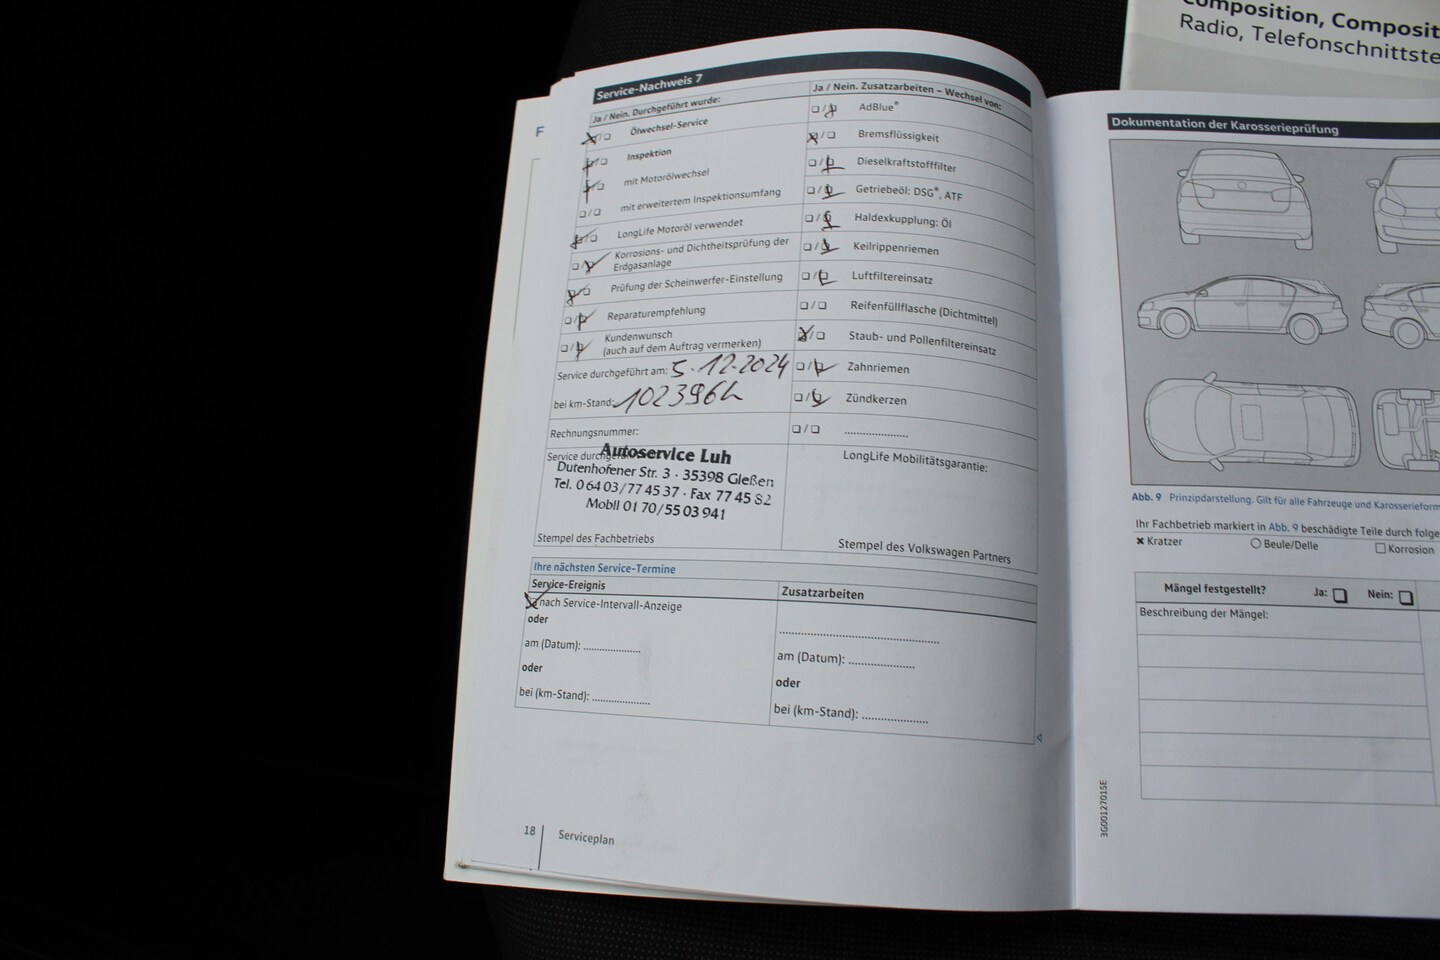 Service-Nachweis 7
Ja / Nein. Durchgeführt wurde:
Ölwechsel-Service
Inspektion
mit Motorölwechsel
mit erweitertem Inspektionsumfang
LongLife Motoröl verwendet
Korrosions- und Dichtheitsprüfung der
Erdgasanlage
Prüfung der Scheinwerfer-Einstellung
Reparaturempfehlung
Kundenwunsch
(auch auf dem Auftrag vermerken)
Service durchgeführt am: 5.12.2024
bei km-Stand:
Rechnungsnummer:
Service
Autoservice Luh
Dutenhofener Str. 3 · 35398 Gießen
Tel. 0 64 03/77 45 37 · Fax 77 45 82
Mobil 01 70/55 03 941
Stempel des Fachbetriebs
Ja / Nein. Zusatzarbeiten – Wechsel von:
AdBlue®
Bremsflüssigkeit
Dieselkraftstofffilter
Getriebeöl: DSG®, ATF
Haldexkupplung: Öl
Keilrippenriemen
Luftfiltereinsatz
Reifenfüllflasche (Dichtmittel)
Staub- und Pollenfiltereinsatz
Zahnriemen
Zündkerzen
LongLife Mobilitätsgarantie:
Stempel des Volkswagen Partners
Ihre nächsten Service-Termine
Service-Ereignis
nach Service-Intervall-Anzeige
oder
am (Datum):
oder
bei (km-Stand):
Zusatzarbeiten
am (Datum):
oder
bei (km-Stand):
18 Serviceplan
F
Composition, Composit
Radio, Telefonschnittste
Dokumentation der Karosserieprüfung
Abb. 9 Prinzipdarstellung. Gilt für alle Fahrzeuge und Karosserieform
Ihr Fachbetrieb markiert in Abb. 9 beschädigte Teile durch folge
Kratzer Beule/Delle Korrosion
Mängel festgestellt? Ja: Nein:
Beschreibung der Mängel:
3G0012701SE